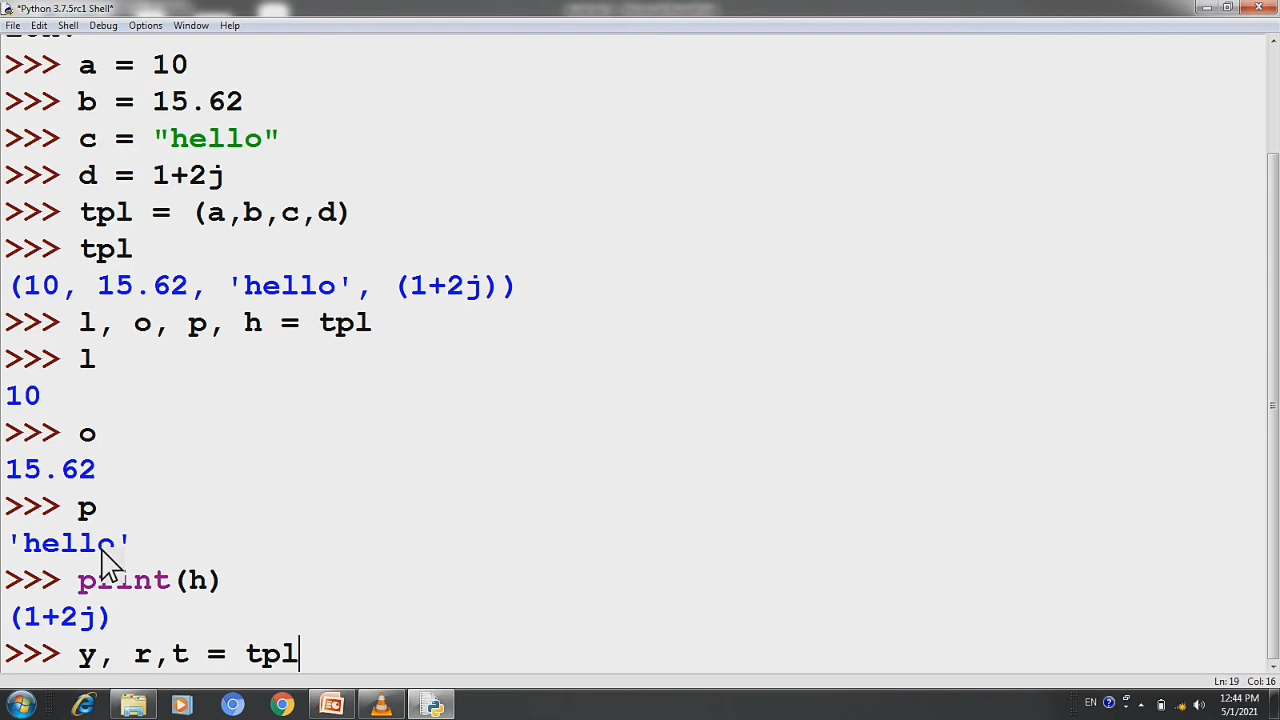 *Python 3.7.5rc1 Shell*
File Edit Shell Debug Options Window Help
>>> a = 10
>>> b = 15.62
>>> c = "hello"
>>> d = 1+2j
>>> tpl = (a,b,c,d)
>>> tpl
(10, 15.62, 'hello', (1+2j))
>>> l, o, p, h = tpl
>>> l
10
>>> o
15.62
>>> p
'hello'
>>> print(h)
(1+2j)
>>> y, r,t = tpl
Ln: 19 Col: 16
EN
12:44 PM
5/1/2021